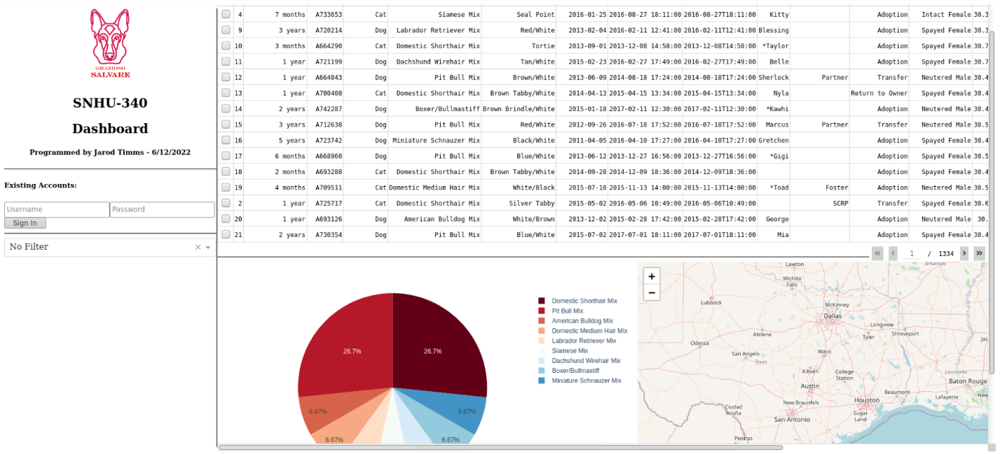 GRAZIOSO
SALVARE
SNHU-340
Dashboard
Programmed by Jarod Timms - 6/12/2022
Existing Accounts:
Username Password
Sign In
No Filter × 
4 7 months A733653 Cat Siamese Mix Seal Point 2016-01-25 2016-08-27 18:11:00 2016-08-27T18:11:00 Kitty Adoption Intact Female 30.3
9 3 years A720214 Dog Labrador Retriever Mix Red/White 2013-02-04 2016-02-11 12:41:00 2016-02-11T12:41:00 Blessing Adoption Spayed Female 30.3
10 3 months A664290 Cat Domestic Shorthair Mix Tortie 2013-09-01 2013-12-08 14:58:00 2013-12-08T14:58:00 *Taylor Adoption Spayed Female 30.7
11 1 year A721199 Dog Dachshund Wirehair Mix Tan/White 2015-02-23 2016-02-27 17:49:00 2016-02-27T17:49:00 Belle Adoption Spayed Female 30.7
12 1 year A664843 Dog Pit Bull Mix Brown/White 2013-06-09 2014-08-18 17:24:00 2014-08-18T17:24:00 Sherlock Partner Transfer Neutered Male 30.4
13 1 year A700408 Cat Domestic Shorthair Mix Brown Tabby/White 2014-04-13 2015-04-15 13:34:00 2015-04-15T13:34:00 Nyla Return to Owner Spayed Female 30.4
14 2 years A742287 Dog Boxer/Bullmastiff Brown Brindle/White 2015-01-18 2017-02-11 12:30:00 2017-02-11T12:30:00 *Kawhi Adoption Neutered Male 30.4
15 3 years A712638 Dog Pit Bull Mix Red/White 2012-09-26 2016-07-18 17:52:00 2016-07-18T17:52:00 Marcus Partner Transfer Neutered Male 30.5
16 5 years A723742 Dog Miniature Schnauzer Mix Black/White 2011-04-05 2016-04-10 17:27:00 2016-04-10T17:27:00 Gretchen Adoption Spayed Female 30.4
17 6 months A668960 Dog Pit Bull Mix Blue/White 2013-06-12 2013-12-27 16:56:00 2013-12-27T16:56:00 *Gigi Adoption Spayed Female 30.5
18 2 months A693288 Cat Domestic Shorthair Mix Brown Tabby/White 2014-09-28 2014-12-09 18:36:00 2014-12-09T18:36:00 Adoption Spayed Female 30.4
19 4 months A709511 Cat Domestic Medium Hair Mix White/Black 2015-07-10 2015-11-13 14:00:00 2015-11-13T14:00:00 *Toad Foster Adoption Neutered Male 30.5
2 1 year A725717 Cat Domestic Shorthair Mix Silver Tabby 2015-05-02 2016-05-06 10:49:00 2016-05-06T10:49:00 SCRP Transfer Spayed Female 30.6
20 1 year A693126 Dog American Bulldog Mix White/Brown 2013-12-02 2015-02-28 17:42:00 2015-02-28T17:42:00 George Adoption Neutered Male 30.
21 2 years A730354 Dog Pit Bull Mix Blue/White 2015-07-02 2017-07-01 18:11:00 2017-07-01T18:11:00 Mia Adoption Spayed Female 30.4
« ‹ 1 / 1334 › »
26.7%
26.7%
6.67%
6.67%
6.67%
6.67%
Domestic Shorthair Mix
Pit Bull Mix
American Bulldog Mix
Domestic Medium Hair Mix
Labrador Retriever Mix
Siamese Mix
Dachshund Wirehair Mix
Boxer/Bullmastiff
Miniature Schnauzer Mix
+
−
Lawton
Arkansas
Wichita
Falls
Lubbock
McKinney
Dallas
Longview
Abilene
Tyler
Shreveport
Odessa
Jac
San Angelo
Waco
Texas
Killeen
College
Station
Louisiana
Austin
Baton Rouge
Beaumont
Lafayette
New
Houston
New Braunfels
Ciudad
Acuña
Sugar
Land
San Antonio
Piedras